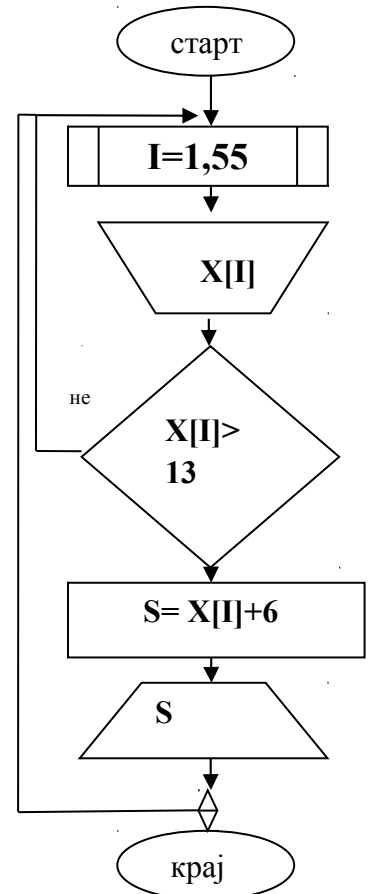 старт
I=1,55
X[I]
не
X[I]>
13
S= X[I]+6
S
крај